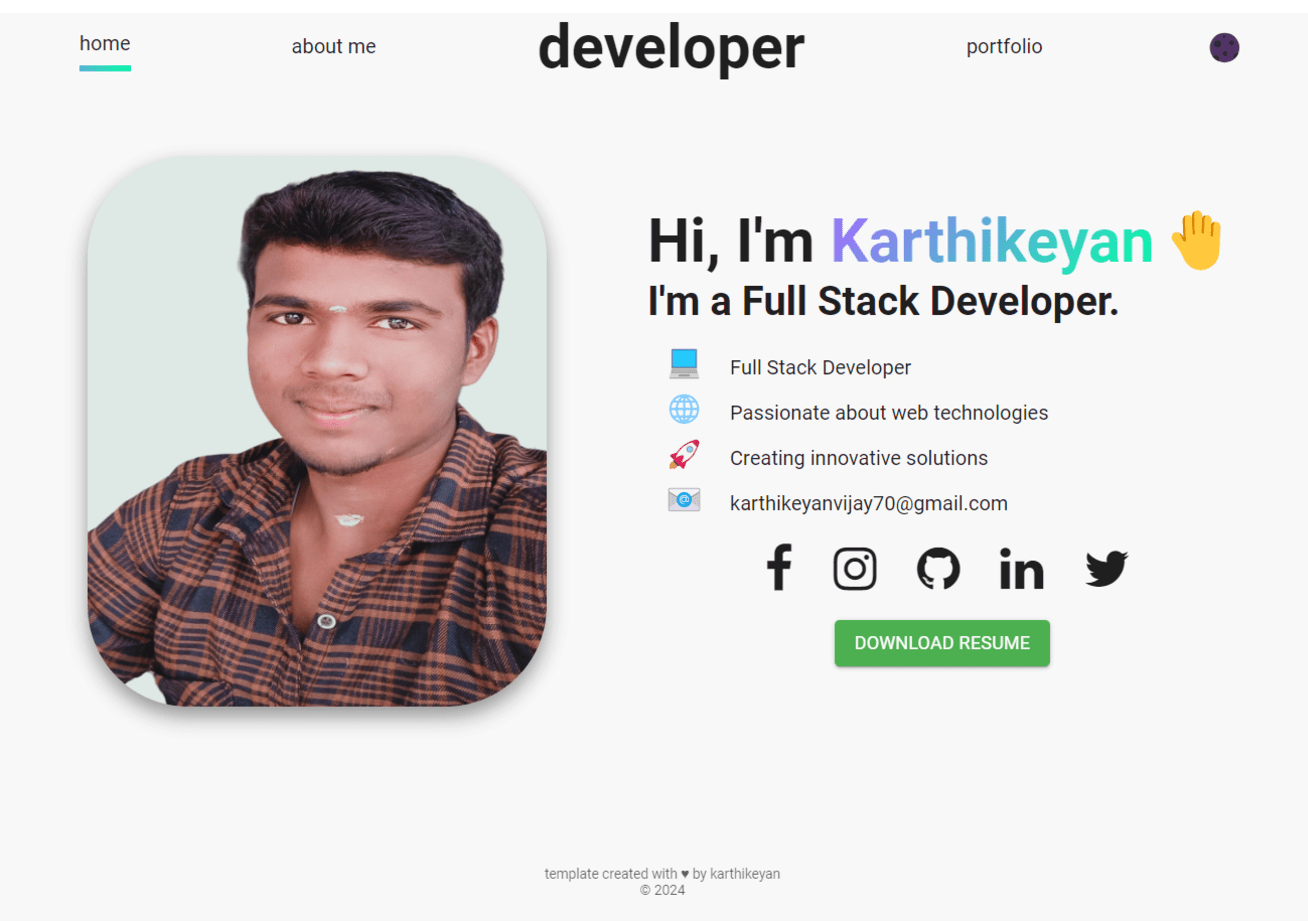 home
about me
developer
portfolio
Hi, I'm Karthikeyan
I'm a Full Stack Developer.
Full Stack Developer
Passionate about web technologies
Creating innovative solutions
karthikeyanvijay70@gmail.com
DOWNLOAD RESUME
template created with ♥ by karthikeyan
© 2024